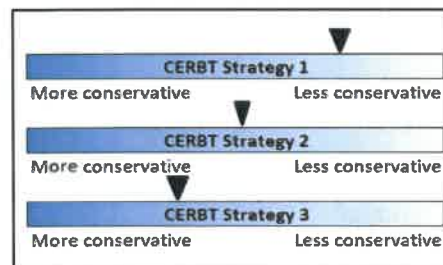 CERBT Strategy 1
More conservative Less conservative
CERBT Strategy 2
More conservative Less conservative
CERBT Strategy 3
More conservative Less conservative